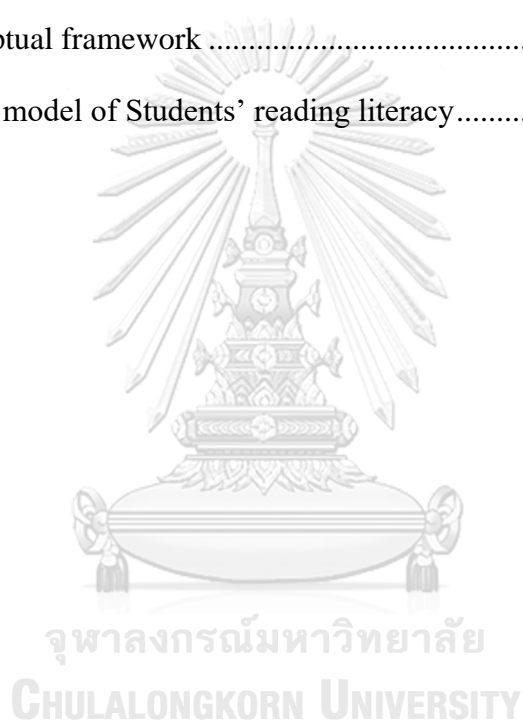 ptual framework ......................................
model of Students’ reading literacy..........
จุฬาลงกรณ์มหาวิทยาลัย
CHULALONGKORN UNIVERSITY